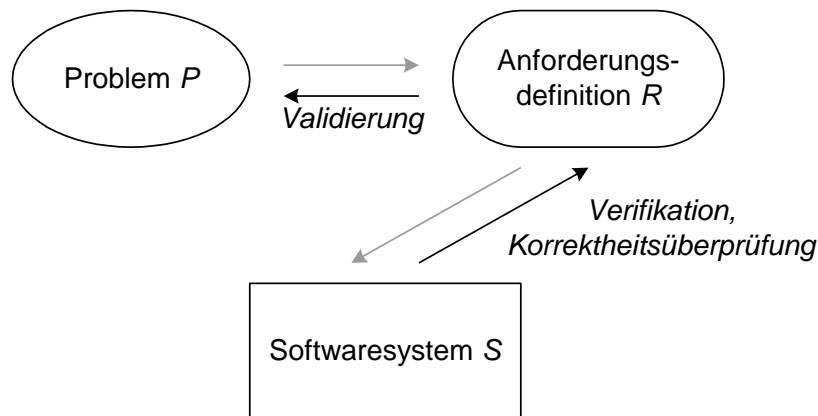 Problem P
Anforderungs-
definition R
Validierung
Verifikation,
Korrektheitsüberprüfung
Softwaresystem S